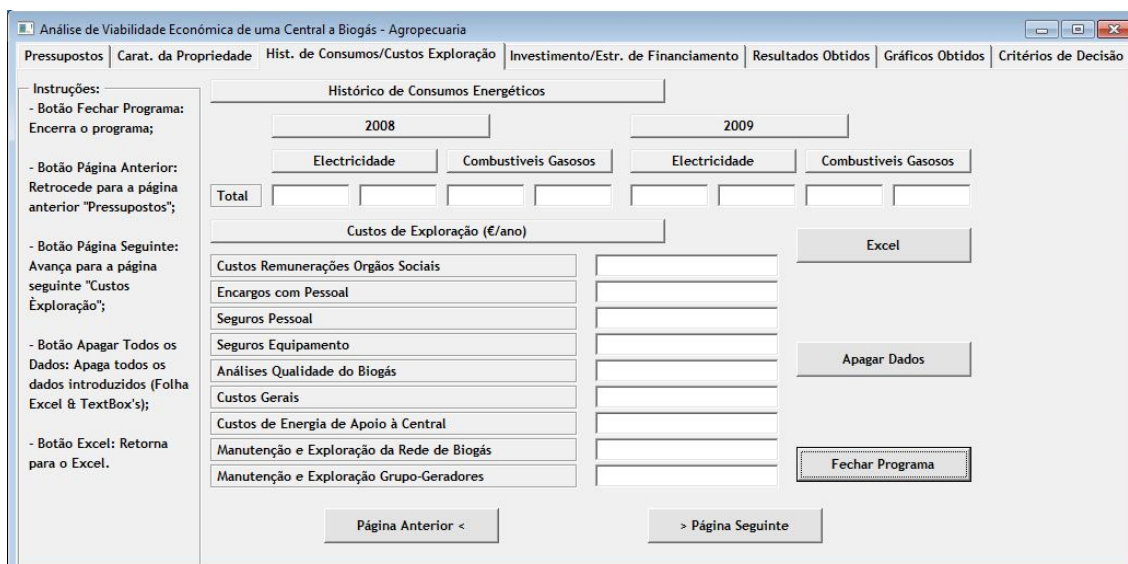 Análise de Viabilidade Económica de uma Central a Biogás - Agropecuaria
Pressupostos Carat. da Propriedade Hist. de Consumos/Custos Exploração Investimento/Estr. de Financiamento Resultados Obtidos Gráficos Obtidos Critérios de Decisão
Instruções:
- Botão Fechar Programa:
Encerra o programa;
- Botão Página Anterior:
Retrocede para a página
anterior "Pressupostos";
- Botão Página Seguinte:
Avança para a página
seguinte "Custos
Èxploração";
- Botão Apagar Todos os
Dados: Apaga todos os
dados introduzidos (Folha
Excel & TextBox's);
- Botão Excel: Retorna
para o Excel.
Histórico de Consumos Energéticos
2008 2009
Electricidade Combustiveis Gasosos Electricidade Combustiveis Gasosos
Total
Custos de Exploração (€/ano)
Custos Remunerações Orgãos Sociais
Encargos com Pessoal
Seguros Pessoal
Seguros Equipamento
Análises Qualidade do Biogás
Custos Gerais
Custos de Energia de Apoio à Central
Manutenção e Exploração da Rede de Biogás
Manutenção e Exploração Grupo-Geradores
Excel
Apagar Dados
Fechar Programa
Página Anterior < > Página Seguinte